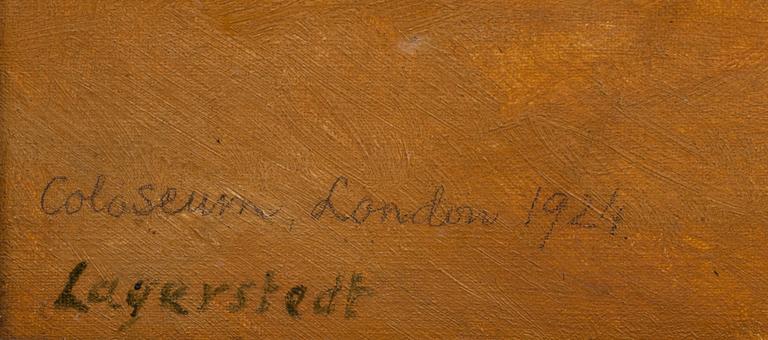 Coloseum, London 1924
Lagerstedt